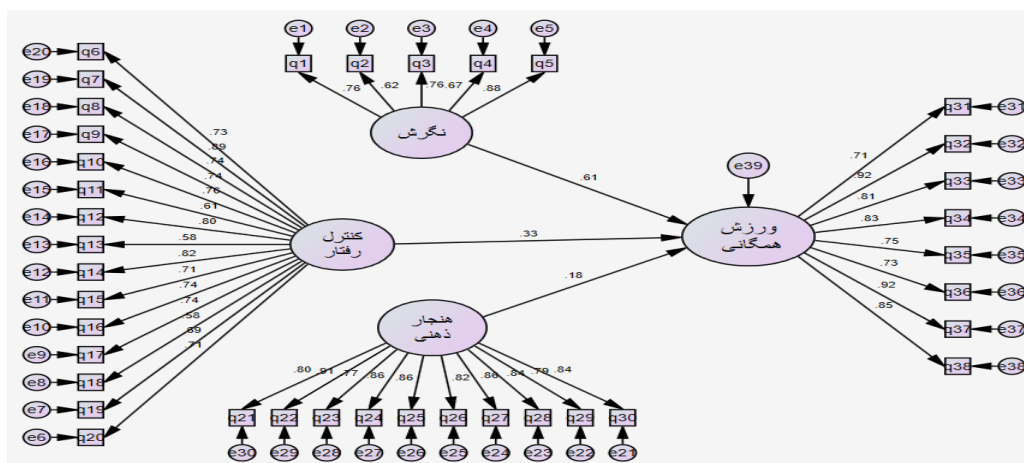 e1 e2 e3 e4 e5
q1 q2 q3 q4 q5
.76 .62 .76 .67 .88
نگرش
e20 q6
e19 q7
e18 q8
e17 q9
e16 q10
e15 q11
e14 q12
e13 q13
e12 q14
e11 q15
e10 q16
e9 q17
e8 q18
e7 q19
e6 q20
.73
.89
.74
.74
.76
.61
.80
.58
.82
.71
.74
.74
.58
.89
.71
کنترل
رفتار
.61
.33
.18
e39
ورزش
همگانی
.71
.92
.81
.83
.75
.73
.92
.85
q31 e31
q32 e32
q33 e33
q34 e34
q35 e35
q36 e36
q37 e37
q38 e38
هنجار
ذهنی
.80 .91 .77 .86 .86 .82 .86 .84 .79 .84
q21 q22 q23 q24 q25 q26 q27 q28 q29 q30
e30 e29 e28 e27 e26 e25 e24 e23 e22 e21